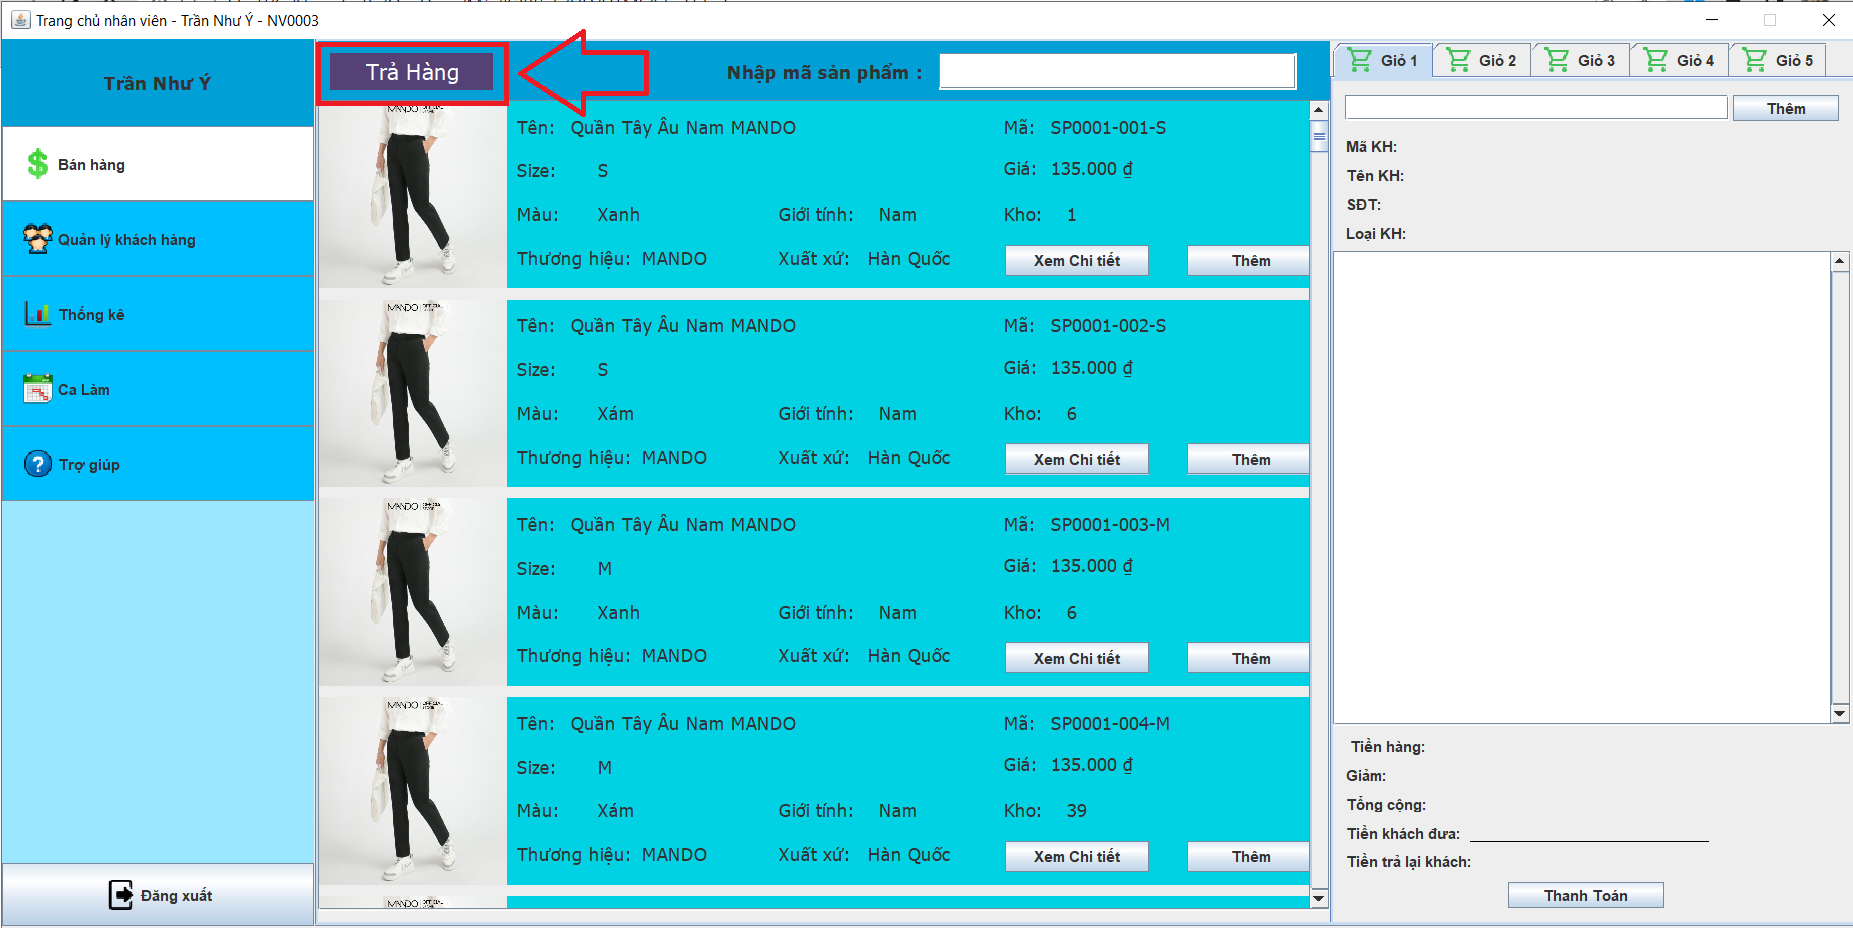 Trang chủ nhân viên - Trần Như Ý - NV0003
Trần Như Ý
Bán hàng
Quản lý khách hàng
Thống kê
Ca Làm
Trợ giúp
Đăng xuất
Trả Hàng
Nhập mã sản phẩm :
MANDO
Tên: Quần Tây Âu Nam MANDO Mã: SP0001-001-S
Size: S Giá: 135.000 ₫
Màu: Xanh Giới tính: Nam Kho: 1
Thương hiệu: MANDO Xuất xứ: Hàn Quốc Xem Chi tiết Thêm
MANDO
Tên: Quần Tây Âu Nam MANDO Mã: SP0001-002-S
Size: S Giá: 135.000 ₫
Màu: Xám Giới tính: Nam Kho: 6
Thương hiệu: MANDO Xuất xứ: Hàn Quốc Xem Chi tiết Thêm
MANDO
Tên: Quần Tây Âu Nam MANDO Mã: SP0001-003-M
Size: M Giá: 135.000 ₫
Màu: Xanh Giới tính: Nam Kho: 6
Thương hiệu: MANDO Xuất xứ: Hàn Quốc Xem Chi tiết Thêm
MANDO
Tên: Quần Tây Âu Nam MANDO Mã: SP0001-004-M
Size: M Giá: 135.000 ₫
Màu: Xám Giới tính: Nam Kho: 39
Thương hiệu: MANDO Xuất xứ: Hàn Quốc Xem Chi tiết Thêm
MANDO
Giỏ 1 Giỏ 2 Giỏ 3 Giỏ 4 Giỏ 5
Thêm
Mã KH:
Tên KH:
SĐT:
Loại KH:
Tiền hàng:
Giảm:
Tổng cộng:
Tiền khách đưa:
Tiền trả lại khách:
Thanh Toán